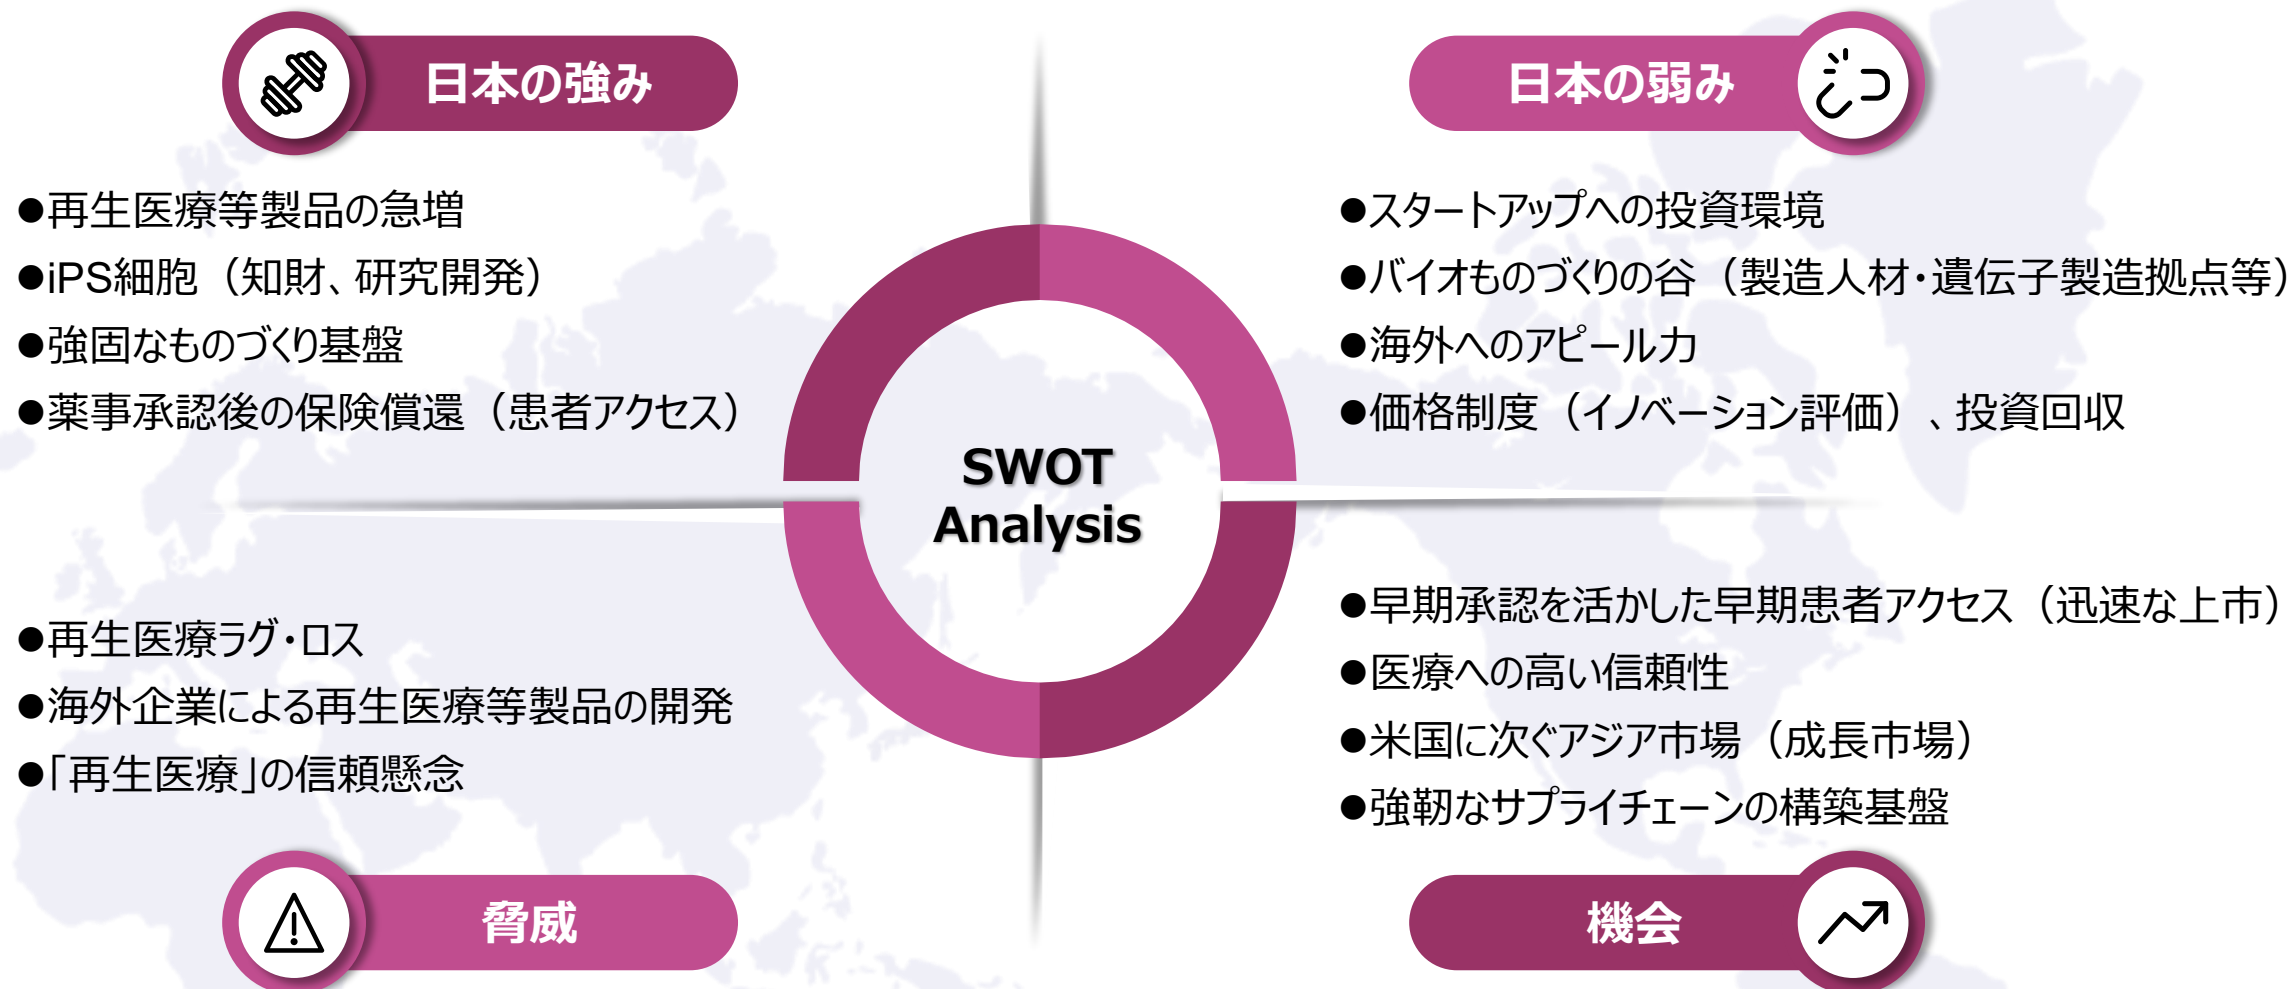 日本の強み
●再生医療等製品の急増
●iPS細胞（知財、研究開発）
●強固なものづくり基盤
●薬事承認後の保険償還（患者アクセス）
日本の弱み
●スタートアップへの投資環境
●バイオものづくりの谷（製造人材・遺伝子製造拠点等）
●海外へのアピール力
●価格制度（イノベーション評価）、投資回収
SWOT
Analysis
●再生医療ラグ・ロス
●海外企業による再生医療等製品の開発
●「再生医療」の信頼懸念
脅威
●早期承認を活かした早期患者アクセス（迅速な上市）
●医療への高い信頼性
●米国に次ぐアジア市場（成長市場）
●強靭なサプライチェーンの構築基盤
機会